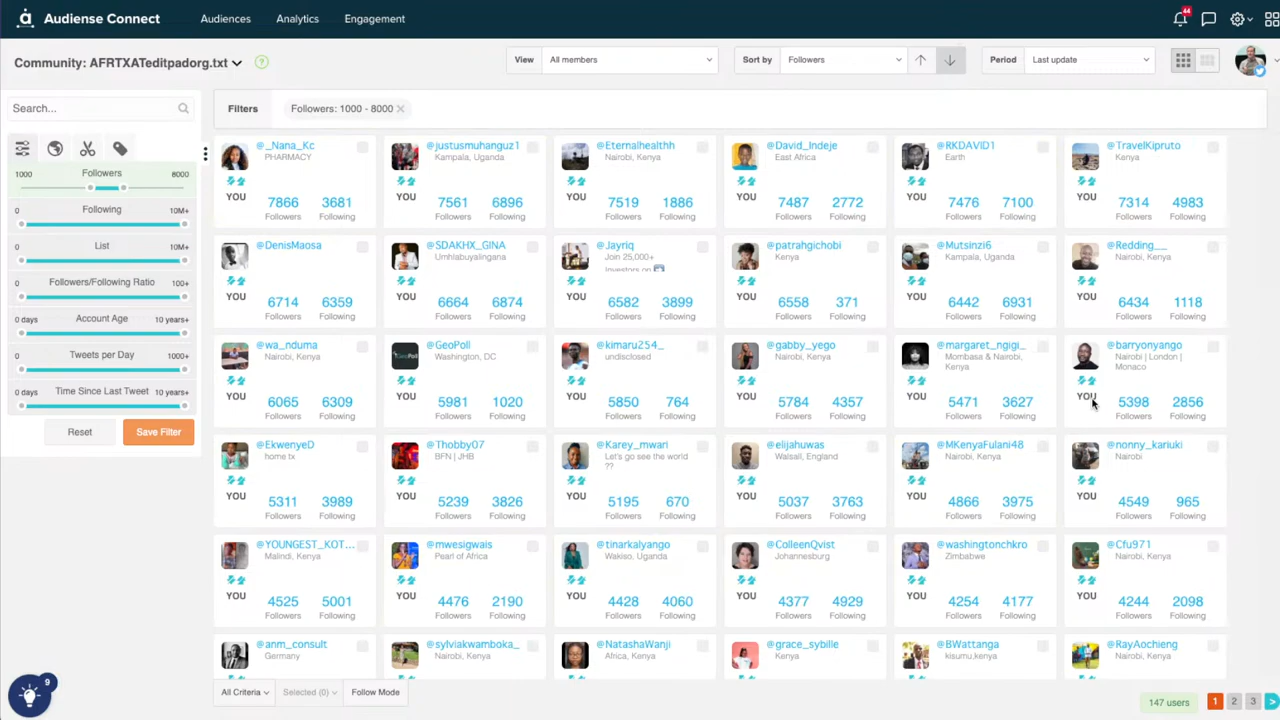 Audiense Connect
Audiences
Analytics
Engagement
44
Community: AFRTXATeditpadorg.txt
?
View
All members
Sort by
Followers
Period
Last update
Search...
Filters
Followers: 1000 - 8000
1000
Followers
8000
0
Following
10M+
0
List
10M+
0
Followers/Following Ratio
100+
0 days
Account Age
10 years+
0
Tweets per Day
1000+
0 days
Time Since Last Tweet
10 years+
Reset
Save Filter
@_Nana_Kc
PHARMACY
YOU
7866 3681
Followers Following
@justusmuhanguz1
Kampala, Uganda
YOU
7561 6896
Followers Following
@Eternalhealthh
Nairobi, Kenya
YOU
7519 1886
Followers Following
@David_Indeje
East Africa
YOU
7487 2772
Followers Following
@RKDAVID1
Earth
YOU
7476 7100
Followers Following
@TravelKipruto
Kenya
YOU
7314 4983
Followers Following
@DenisMaosa
YOU
6714 6359
Followers Following
@SDAKHX_GINA
Umhlabuyalingana
YOU
6664 6874
Followers Following
@Jayriq
Join 25,000+
Investors on
YOU
6582 3899
Followers Following
@patrahgichobi
Kenya
YOU
6558 371
Followers Following
@Mutsinzi6
Kampala, Uganda
YOU
6442 6931
Followers Following
@Redding__
Nairobi, Kenya
YOU
6434 1118
Followers Following
@wa_nduma
Nairobi, Kenya
YOU
6065 6309
Followers Following
@GeoPoll
Washington, DC
YOU
5981 1020
Followers Following
@kimaru254_
undisclosed
YOU
5850 764
Followers Following
@gabby_yego
Nairobi, Kenya
YOU
5784 4357
Followers Following
@margaret_ngigi_
Mombasa & Nairobi,
Kenya
YOU
5471 3627
Followers Following
@barryonyango
Nairobi | London |
Monaco
YOU
5398 2856
Followers Following
@EkwenyeD
home tx
YOU
5311 3989
Followers Following
@Thobby07
BFN | JHB
YOU
5239 3826
Followers Following
@Karey_mwari
Let's go see the world
??
YOU
5195 670
Followers Following
@elijahuwas
Walsall, England
YOU
5037 3763
Followers Following
@MKenyaFulani48
Nairobi, Kenya
YOU
4866 3975
Followers Following
@nonny_kariuki
Nairobi
YOU
4549 965
Followers Following
@YOUNGEST_KOT...
Malindi, Kenya
YOU
4525 5001
Followers Following
@mwesigwais
Pearl of Africa
YOU
4476 2190
Followers Following
@tinarkalyango
Wakiso, Uganda
YOU
4428 4060
Followers Following
@ColleenQvist
Johannesburg
YOU
4377 4929
Followers Following
@washingtonchkro
Zimbabwe
YOU
4254 4177
Followers Following
@Cfu971
Nairobi, Kenya
YOU
4244 2098
Followers Following
@anm_consult
Germany
@sylviakwamboka_
Nairobi, Kenya
@NatashaWanji
Africa, Kenya
@grace_sybille
Kenya
@BWattanga
kisumu,kenya
@RayAochieng
Nairobi, Kenya
9
All Criteria
Selected (0)
Follow Mode
147 users
1
2
3
>